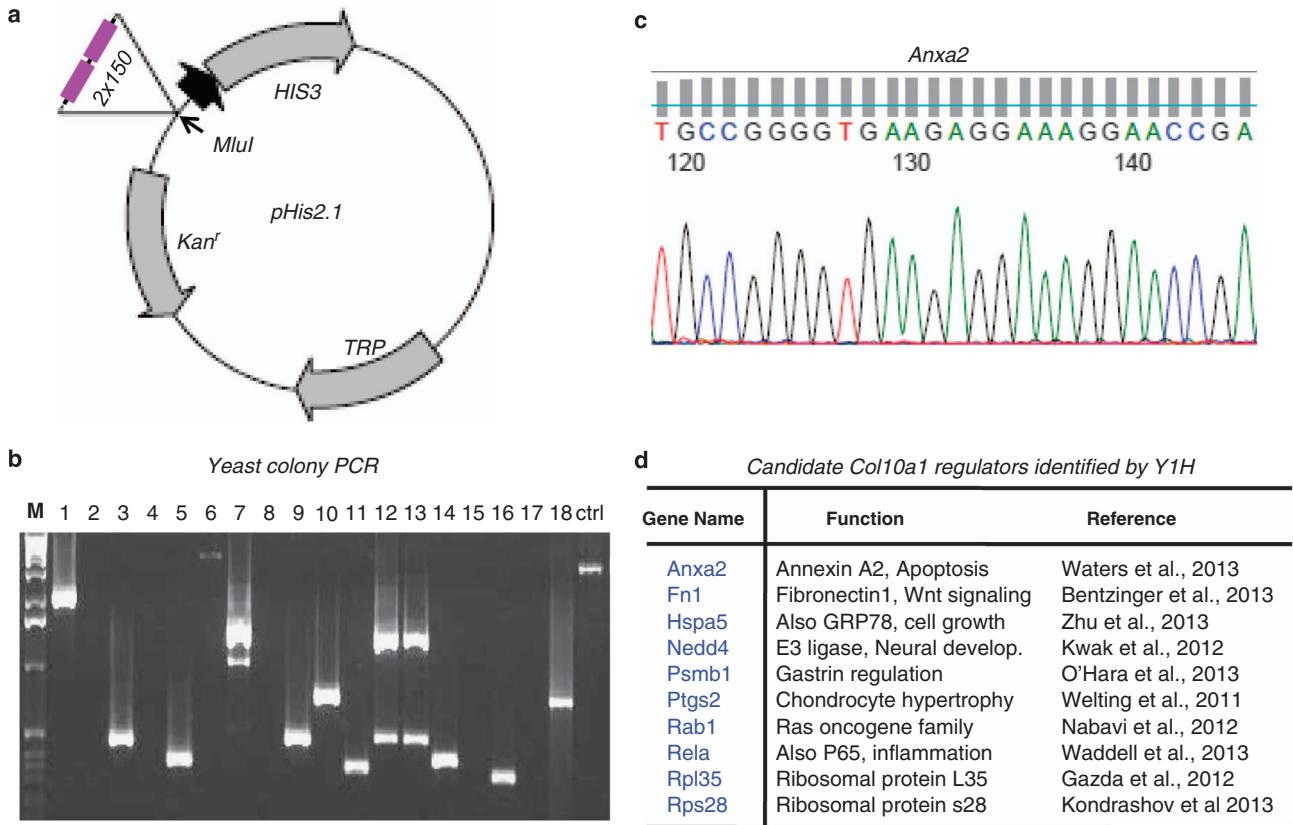 a
2x150
HIS3
MluI
pHis2.1
Kanʳ
TRP
b
Yeast colony PCR
M 1 2 3 4 5 6 7 8 9 10 11 12 13 14 15 16 17 18 ctrl
c
Anxa2
TGCCGGGGTGAAGAGGAAAGGAACCGA
120 130 140
d
Candidate Col10a1 regulators identified by Y1H
Gene Name Function Reference
Anxa2 Annexin A2, Apoptosis Waters et al., 2013
Fn1 Fibronectin1, Wnt signaling Bentzinger et al., 2013
Hspa5 Also GRP78, cell growth Zhu et al., 2013
Nedd4 E3 ligase, Neural develop. Kwak et al., 2012
Psmb1 Gastrin regulation O'Hara et al., 2013
Ptgs2 Chondrocyte hypertrophy Welting et al., 2011
Rab1 Ras oncogene family Nabavi et al., 2012
Rela Also P65, inflammation Waddell et al., 2013
Rpl35 Ribosomal protein L35 Gazda et al., 2012
Rps28 Ribosomal protein s28 Kondrashov et al 2013